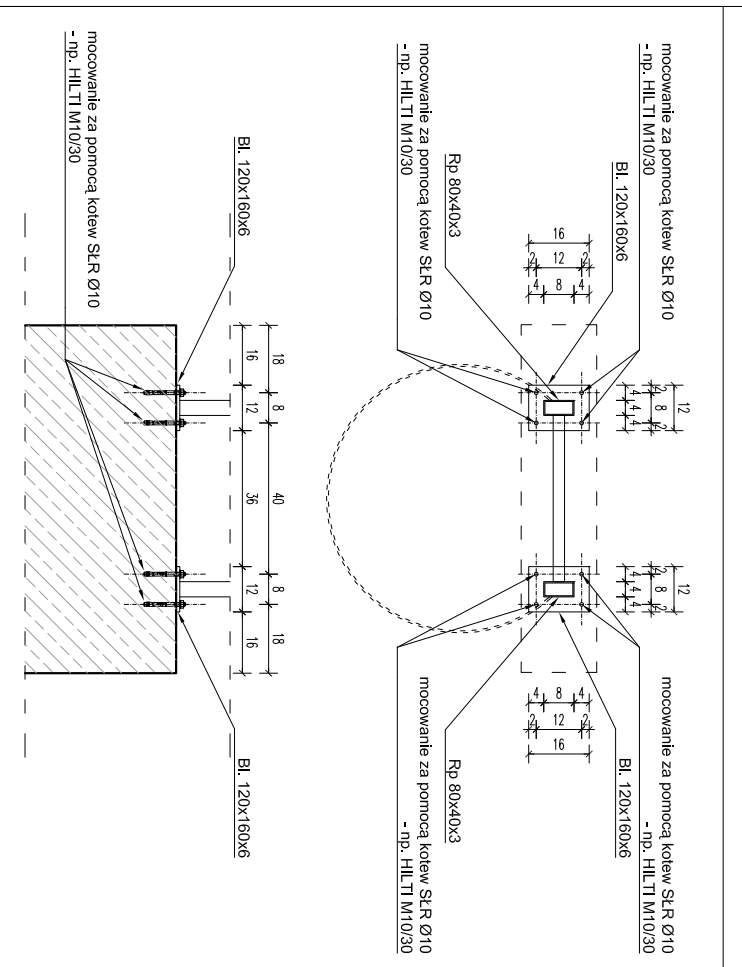 mocowanie za pomocą kotew SŁR Ø10
- np. HILTI M10/30
Bl. 120x160x6
Rp 80x40x3
mocowanie za pomocą kotew SŁR Ø10
- np. HILTI M10/30
16
2 12 2
4 8 4
12
2 8 2
4 4 4
12
2 8 2
4 4 4
4 8 4
2 12 2
16
mocowanie za pomocą kotew SŁR Ø10
- np. HILTI M10/30
Bl. 120x160x6
Rp 80x40x3
mocowanie za pomocą kotew SŁR Ø10
- np. HILTI M10/30
Bl. 120x160x6
18 8 40 8 18
16 12 36 12 16
Bl. 120x160x6
mocowanie za pomocą kotew SŁR Ø10
- np. HILTI M10/30